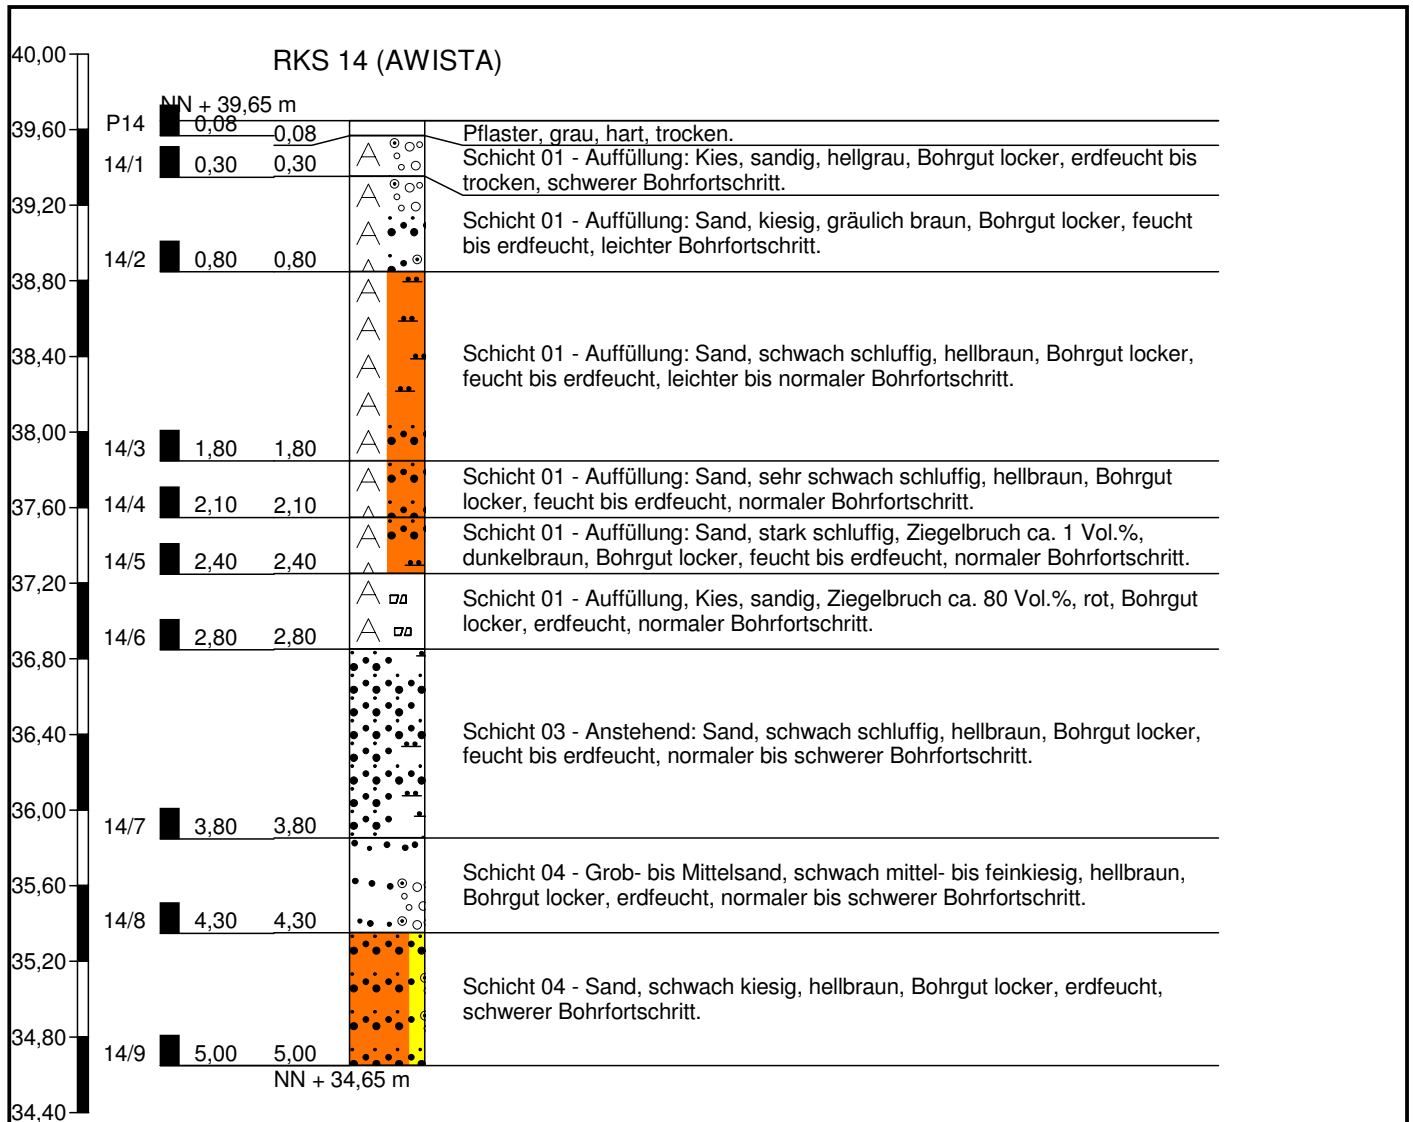 40,00
RKS 14 (AWISTA)
NN + 39,65 m
39,60
P14 0,08 0,08 Pflaster, grau, hart, trocken.
14/1 0,30 0,30 Schicht 01 - Auffüllung: Kies, sandig, hellgrau, Bohrgut locker, erdfeucht bis
trocken, schwerer Bohrfortschritt.
A
39,20
A
Schicht 01 - Auffüllung: Sand, kiesig, gräulich braun, Bohrgut locker, feucht
bis erdfeucht, leichter Bohrfortschritt.
A
14/2 0,80 0,80
A
38,80
A
A
38,40
Schicht 01 - Auffüllung: Sand, schwach schluffig, hellbraun, Bohrgut locker,
feucht bis erdfeucht, leichter bis normaler Bohrfortschritt.
A
A
38,00
A
14/3 1,80 1,80
Schicht 01 - Auffüllung: Sand, sehr schwach schluffig, hellbraun, Bohrgut
locker, feucht bis erdfeucht, normaler Bohrfortschritt.
A
14/4 2,10 2,10
A
37,60
Schicht 01 - Auffüllung: Sand, stark schluffig, Ziegelbruch ca. 1 Vol.%,
dunkelbraun, Bohrgut locker, feucht bis erdfeucht, normaler Bohrfortschritt.
A
14/5 2,40 2,40
A
37,20
A
Schicht 01 - Auffüllung, Kies, sandig, Ziegelbruch ca. 80 Vol.%, rot, Bohrgut
locker, erdfeucht, normaler Bohrfortschritt.
A
14/6 2,80 2,80
36,80
36,40
Schicht 03 - Anstehend: Sand, schwach schluffig, hellbraun, Bohrgut locker,
feucht bis erdfeucht, normaler bis schwerer Bohrfortschritt.
36,00
14/7 3,80 3,80
35,60
Schicht 04 - Grob- bis Mittelsand, schwach mittel- bis feinkiesig, hellbraun,
Bohrgut locker, erdfeucht, normaler bis schwerer Bohrfortschritt.
14/8 4,30 4,30
35,20
Schicht 04 - Sand, schwach kiesig, hellbraun, Bohrgut locker, erdfeucht,
schwerer Bohrfortschritt.
34,80
14/9 5,00 5,00
NN + 34,65 m
34,40